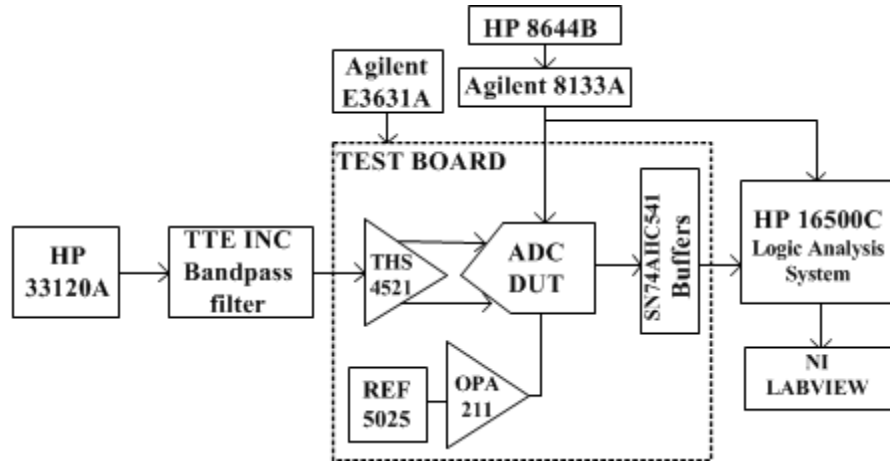 HP 8644B
Agilent
E3631A
Agilent 8133A
TEST BOARD
HP
33120A
TTE INC
Bandpass
filter
THS
4521
ADC
DUT
SN74AHC541
Buffers
HP 16500C
Logic Analysis
System
REF
5025
OPA
211
NI
LABVIEW